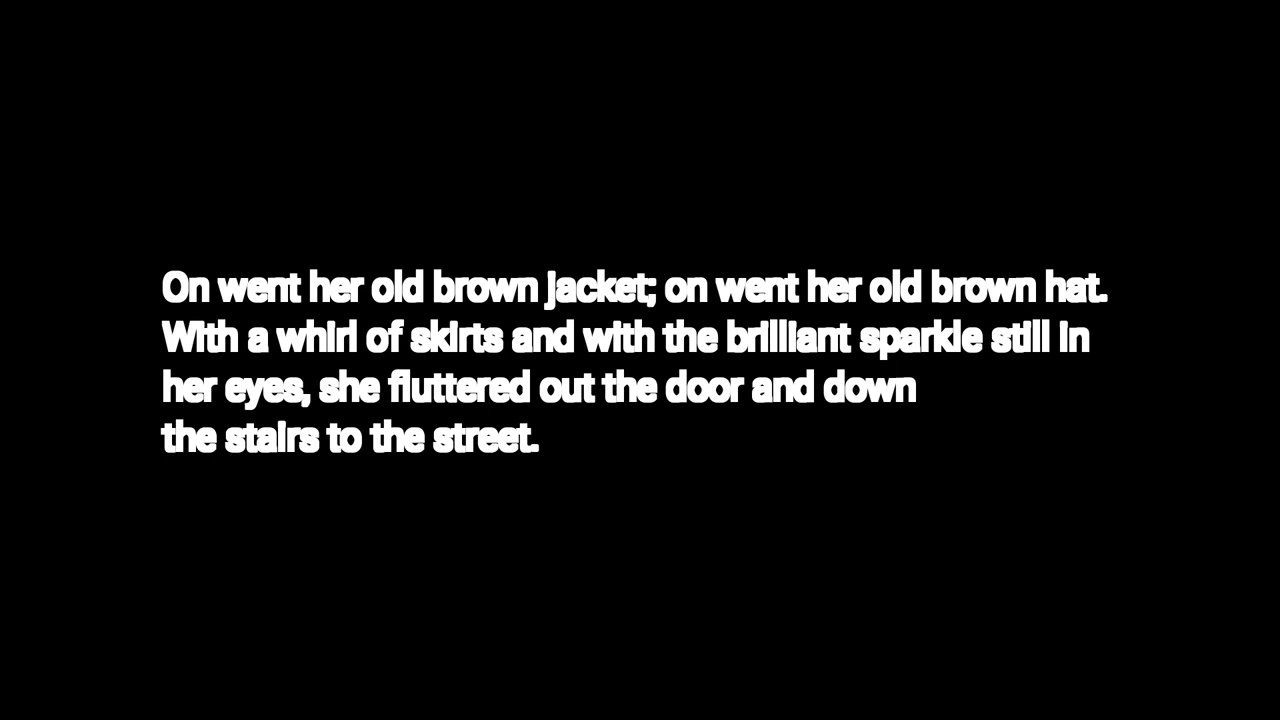 On went her old brown jacket; on went her old brown hat.
With a whirl of skirts and with the brilliant sparkle still in
her eyes, she fluttered out the door and down
the stairs to the street.